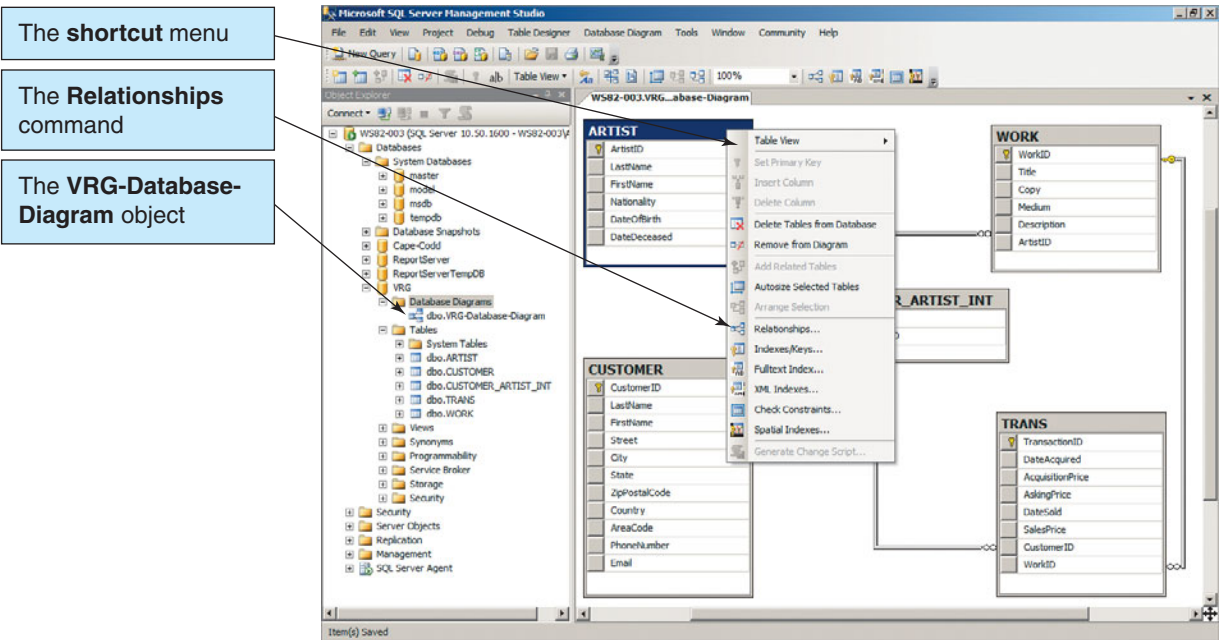 The shortcut menu
The Relationships
command
The VRG-Database-
Diagram object
Microsoft SQL Server Management Studio
File Edit View Project Debug Table Designer Database Diagram Tools Window Community Help
New Query
Table View 100%
Object Explorer
WS82-003.VRG...abase-Diagram
Connect
WS82-003 (SQL Server 10.50.1600 - WS82-003\A
Databases
System Databases
master
model
msdb
tempdb
Database Snapshots
Cape-Codd
ReportServer
ReportServerTempDB
VRG
Database Diagrams
dbo.VRG-Database-Diagram
Tables
System Tables
dbo.ARTIST
dbo.CUSTOMER
dbo.CUSTOMER_ARTIST_INT
dbo.TRANS
dbo.WORK
Views
Synonyms
Programmability
Service Broker
Storage
Security
Security
Server Objects
Replication
Management
SQL Server Agent
ARTIST
ArtistID
LastName
FirstName
Nationality
DateOfBirth
DateDeceased
Table View
Set Primary Key
Insert Column
Delete Column
Delete Tables from Database
Remove from Diagram
Add Related Tables
Autosize Selected Tables
Arrange Selection
Relationships...
Indexes/Keys...
Fulltext Index...
XML Indexes...
Check Constraints...
Spatial Indexes...
Generate Change Script...
WORK
WorkID
Title
Copy
Medium
Description
ArtistID
R_ARTIST_INT
CUSTOMER
CustomerID
LastName
FirstName
Street
City
State
ZipPostalCode
Country
AreaCode
PhoneNumber
Email
TRANS
TransactionID
DateAcquired
AcquisitionPrice
AskingPrice
DateSold
SalesPrice
CustomerID
WorkID
Item(s) Saved